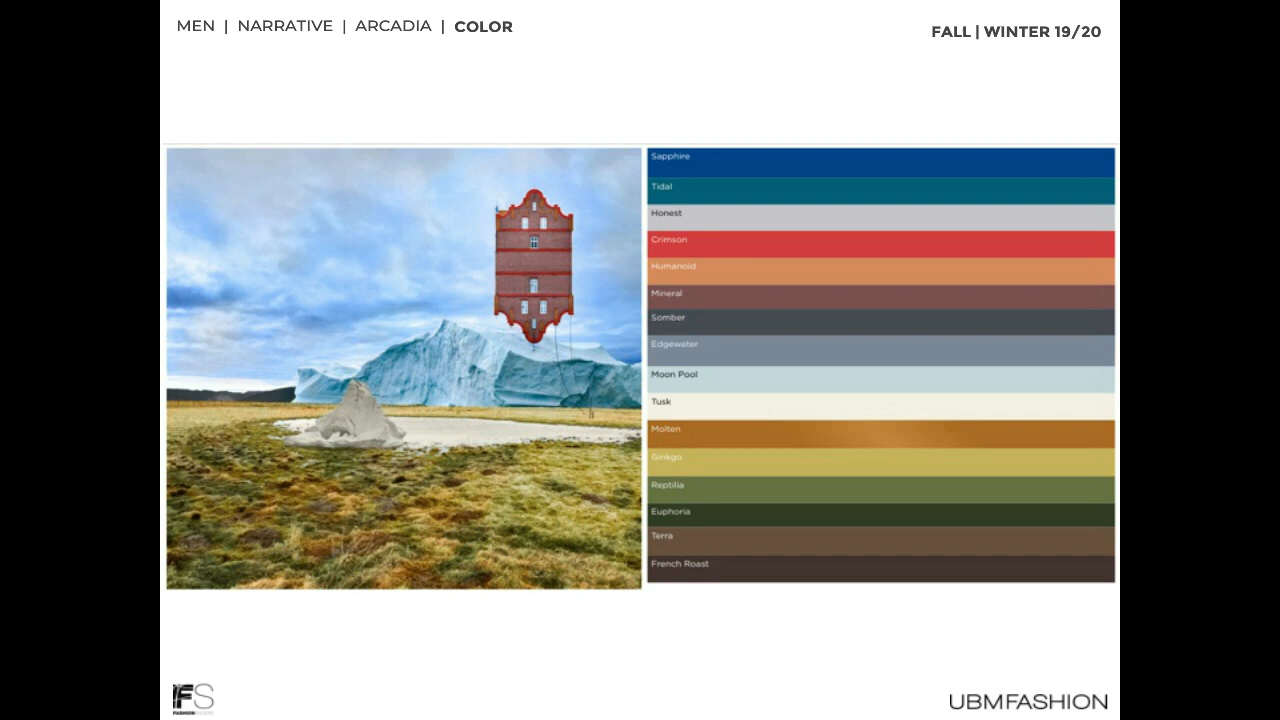 MEN | NARRATIVE | ARCADIA | COLOR
FALL | WINTER 19/20
Sapphire
Tidal
Honest
Crimson
Humanoid
Mineral
Somber
Edgewater
Moon Pool
Tusk
Molten
Ginkgo
Reptilia
Euphoria
Terra
French Roast
FS
UBMFASHION